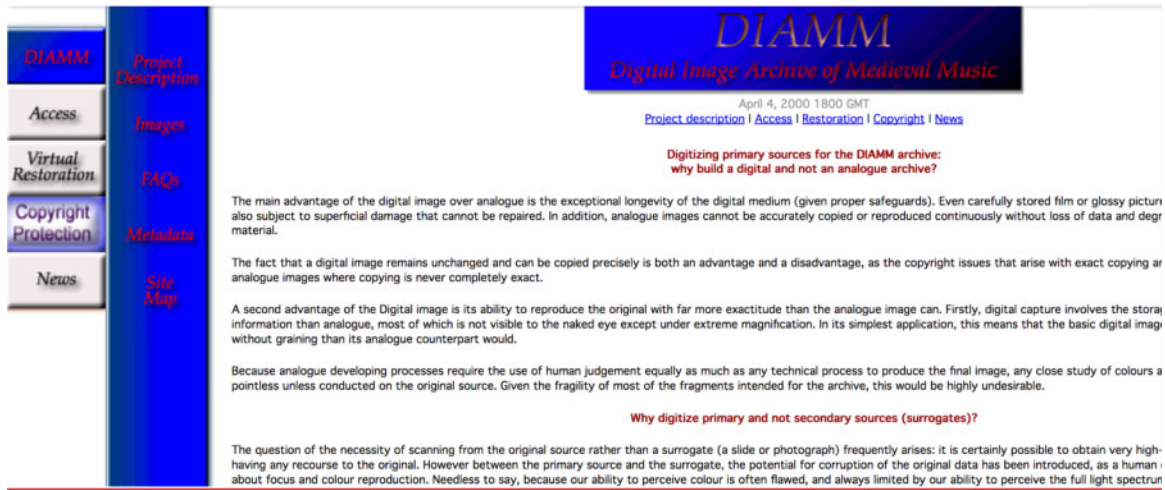 DIAMM
Access
Virtual
Restoration
Copyright
Protection
News
Project
Description
Images
FAQs
Metadata
Site
Map
DIAMM
Digital Image Archive of Medieval Music
April 4, 2000 1800 GMT
Project description | Access | Restoration | Copyright | News
Digitizing primary sources for the DIAMM archive:
why build a digital and not an analogue archive?
The main advantage of the digital image over analogue is the exceptional longevity of the digital medium (given proper safeguards). Even carefully stored film or glossy picture
also subject to superficial damage that cannot be repaired. In addition, analogue images cannot be accurately copied or reproduced continuously without loss of data and degr
material.
The fact that a digital image remains unchanged and can be copied precisely is both an advantage and a disadvantage, as the copyright issues that arise with exact copying ar
analogue images where copying is never completely exact.
A second advantage of the Digital image is its ability to reproduce the original with far more exactitude than the analogue image can. Firstly, digital capture involves the storag
information than analogue, most of which is not visible to the naked eye except under extreme magnification. In its simplest application, this means that the basic digital image
without graining than its analogue counterpart would.
Because analogue developing processes require the use of human judgement equally as much as any technical process to produce the final image, any close study of colours a
pointless unless conducted on the original source. Given the fragility of most of the fragments intended for the archive, this would be highly undesirable.
Why digitize primary and not secondary sources (surrogates)?
The question of the necessity of scanning from the original source rather than a surrogate (a slide or photograph) frequently arises: it is certainly possible to obtain very high-
having any recourse to the original. However between the primary source and the surrogate, the potential for corruption of the original data has been introduced, as a human
about focus and colour reproduction. Needless to say, because our ability to perceive colour is often flawed, and always limited by our ability to perceive the full light spectrum